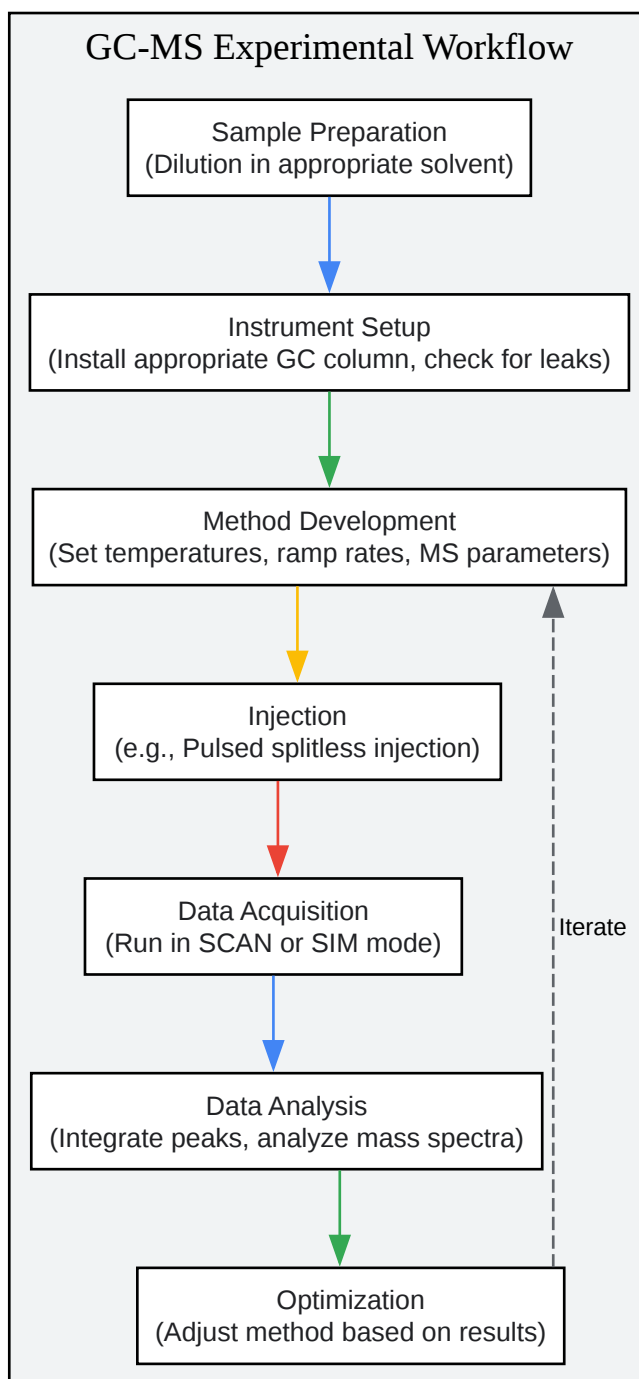 GC-MS Experimental Workflow
Sample Preparation
(Dilution in appropriate solvent)
Instrument Setup
(Install appropriate GC column, check for leaks)
Method Development
(Set temperatures, ramp rates, MS parameters)
Injection
(e.g., Pulsed splitless injection)
Data Acquisition
(Run in SCAN or SIM mode)
Iterate
Data Analysis
(Integrate peaks, analyze mass spectra)
Optimization
(Adjust method based on results)